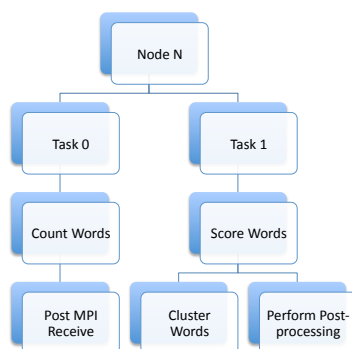 Node N
Task 0
Task 1
Count Words
Score Words
Post MPI
Receive
Cluster
Words
Perform Post-
processing